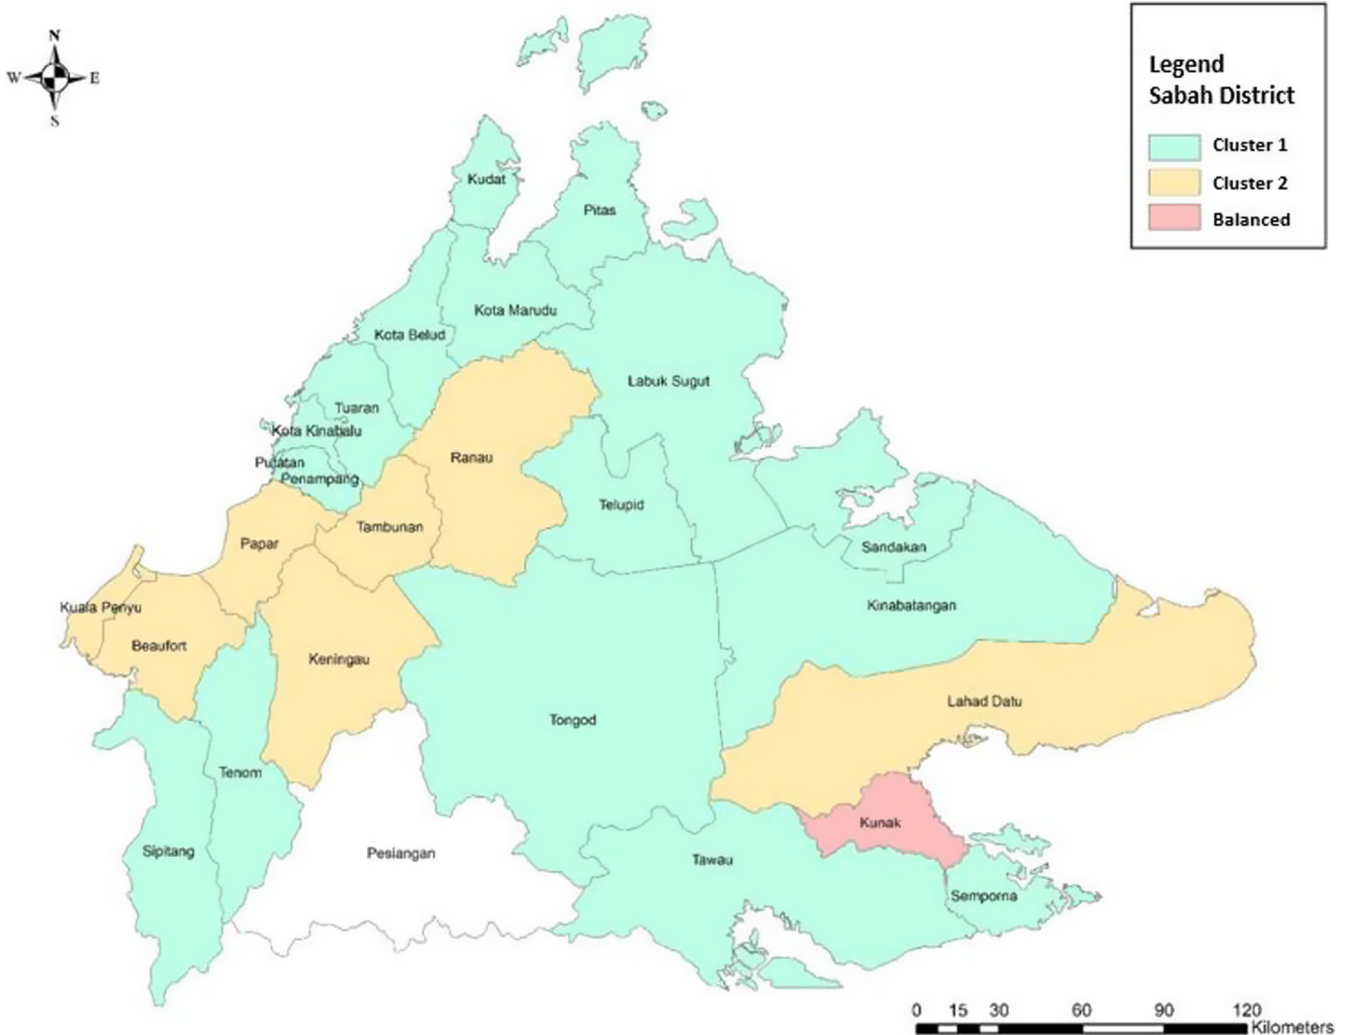 N
W E
S
Legend
Sabah District
Cluster 1
Cluster 2
Balanced
Kudat
Pitas
Kota Marudu
Kota Belud
Labuk Sugut
Tuaran
Kota Kinabalu
Putatan
Penampang
Ranau
Telupid
Tambunan
Papar
Sandakan
Kuala Penyu
Kinabatangan
Beaufort
Keningau
Lahad Datu
Tongod
Tenom
Kunak
Sipitang
Pesiangan
Tawau
Semporna
0 15 30 60 90 120
Kilometers